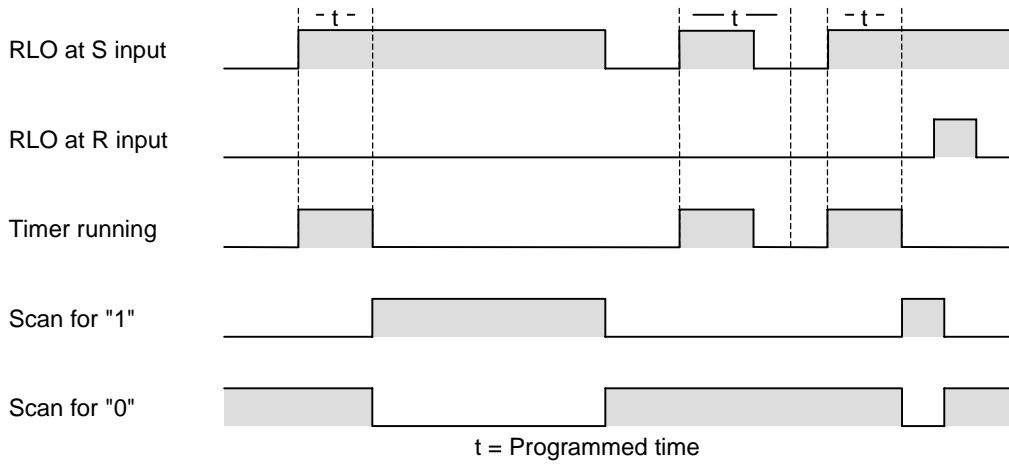 t t t
RLO at S input
RLO at R input
Timer running
Scan for "1"
Scan for "0"
t = Programmed time